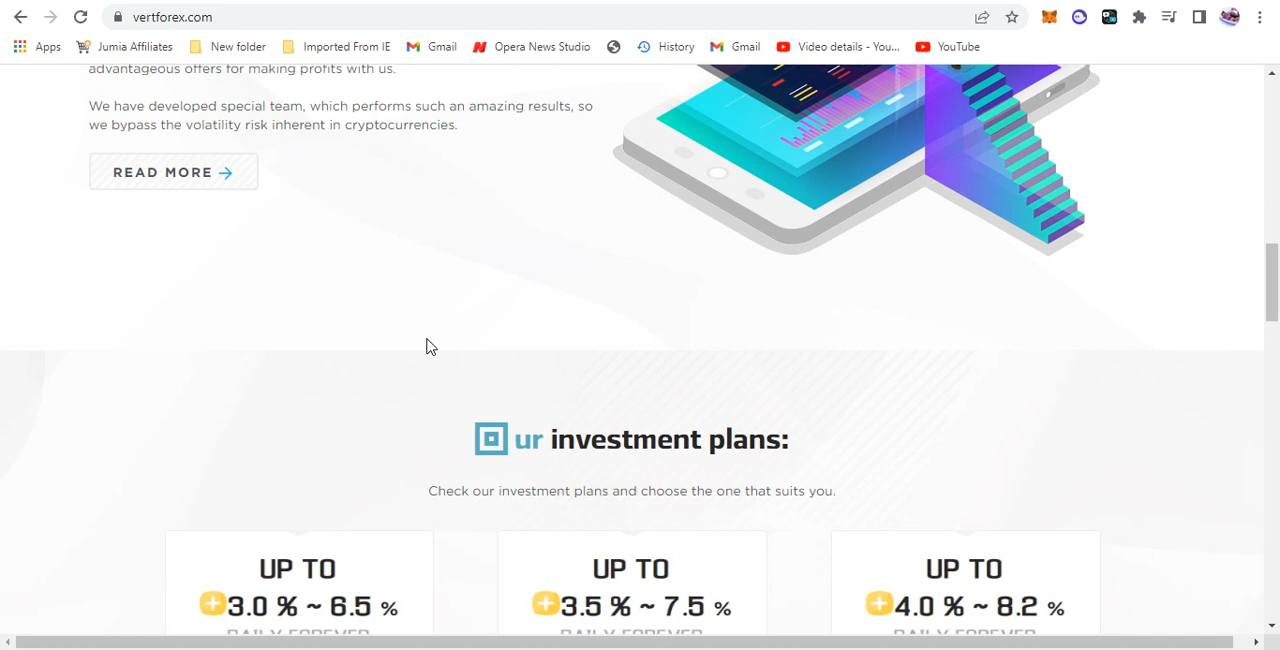 vertforex.com
Apps Jumia Affiliates New folder Imported From IE Gmail Opera News Studio History Gmail Video details - You... YouTube
advantageous offers for making profits with us.
We have developed special team, which performs such an amazing results, so
we bypass the volatility risk inherent in cryptocurrencies.
READ MORE
ur investment plans:
Check our investment plans and choose the one that suits you.
UP TO
3.0 % ~ 6.5 %
DAILY FOREVER
UP TO
3.5 % ~ 7.5 %
DAILY FOREVER
UP TO
4.0 % ~ 8.2 %
DAILY FOREVER